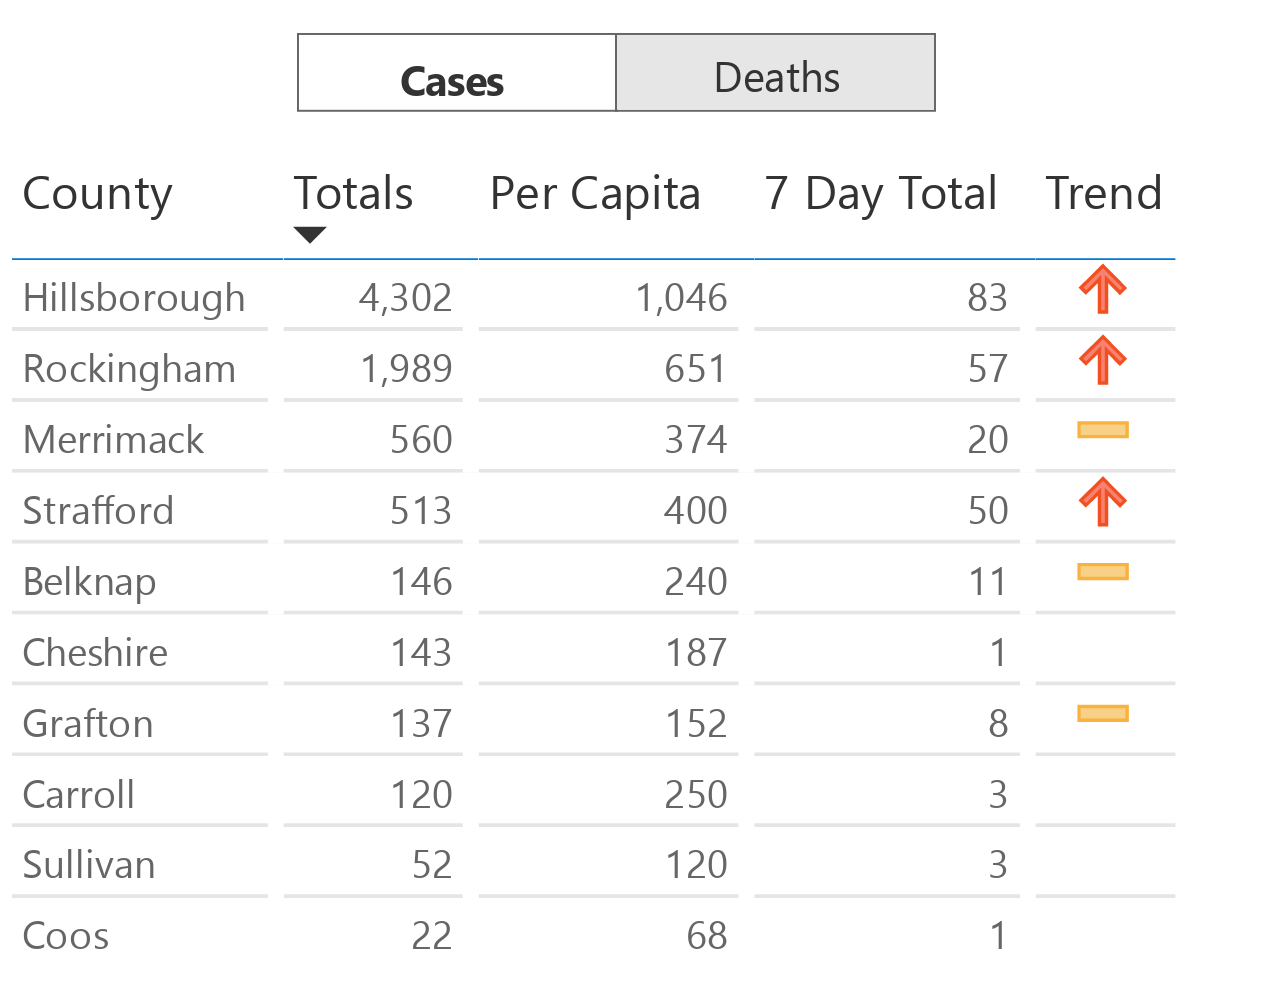 Cases Deaths
County Totals Per Capita 7 Day Total Trend
Hillsborough 4,302 1,046 83
Rockingham 1,989 651 57
Merrimack 560 374 20
Strafford 513 400 50
Belknap 146 240 11
Cheshire 143 187 1
Grafton 137 152 8
Carroll 120 250 3
Sullivan 52 120 3
Coos 22 68 1